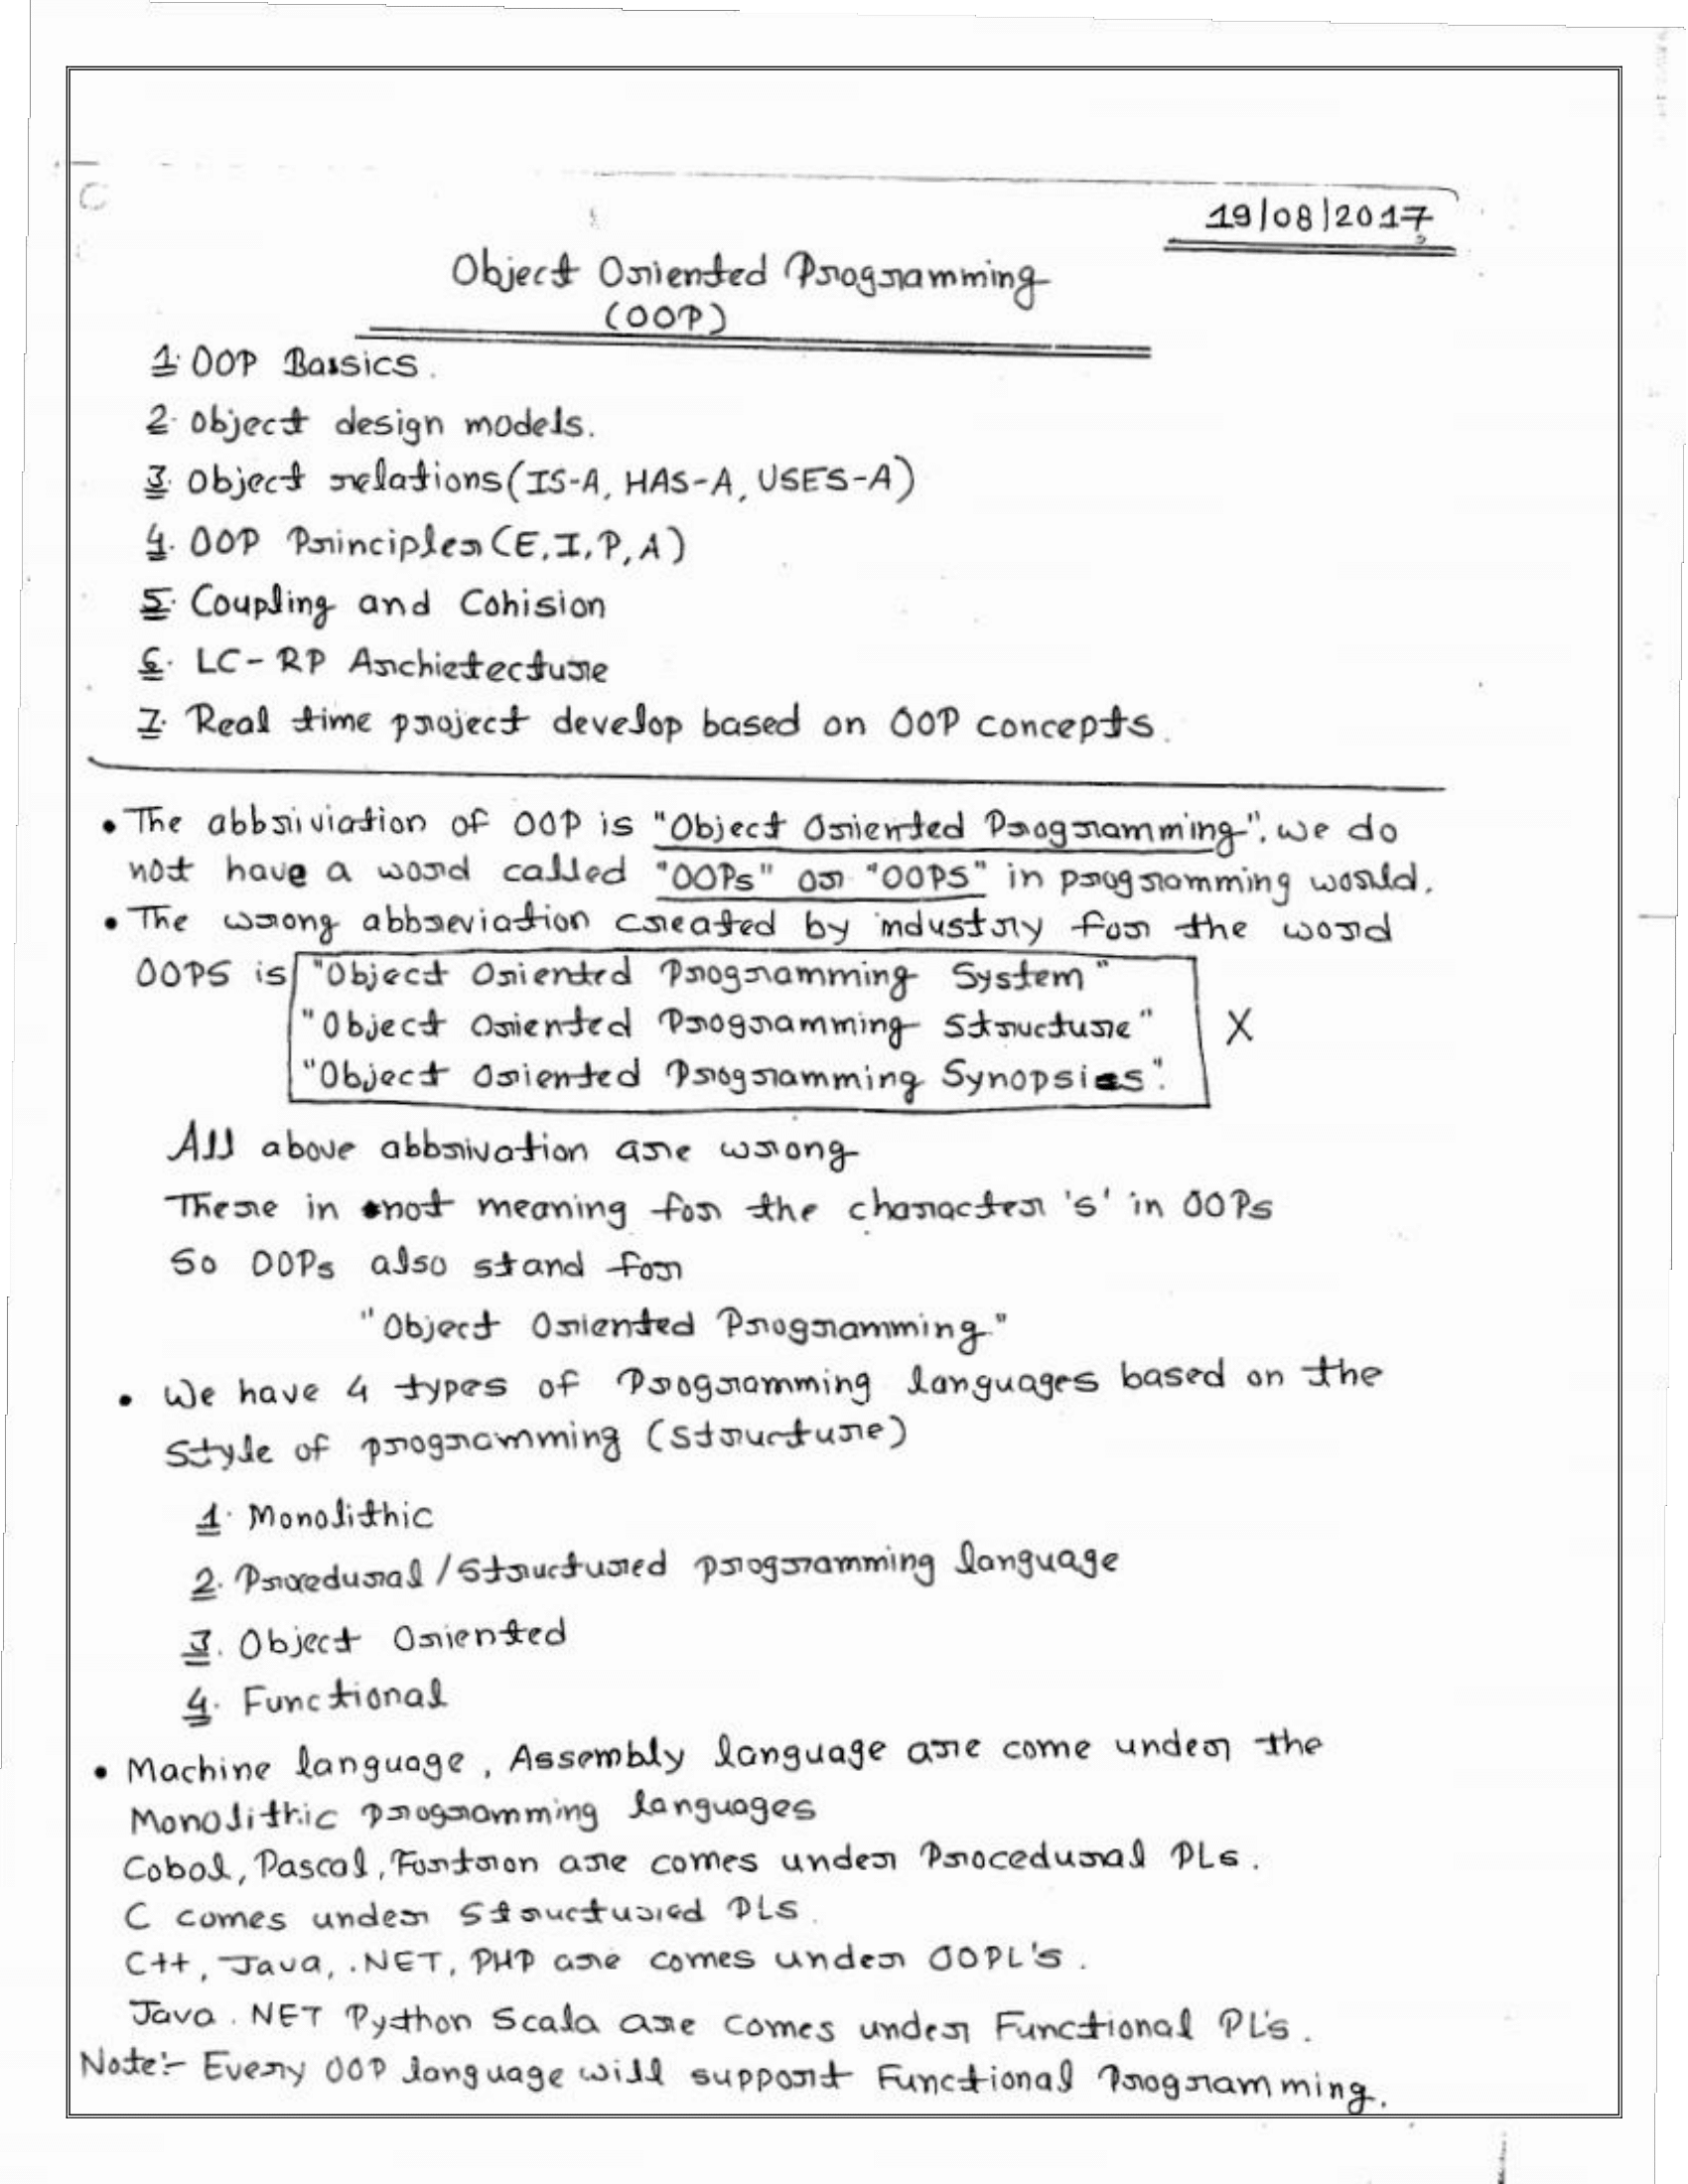 19/08/2017
Object Oriented Programming
(OOP)
1. OOP Bassics.
2. Object design models.
3. Object relations (IS-A, HAS-A, USES-A)
4. OOP Principles (E, I, P, A)
5. Coupling and Cohision
6. LC-RP Archietecture
7. Real time project develop based on OOP concepts.
• The abbriviation of OOP is "Object Oriented Programming". we do
not have a word called "OOPs" or "OOPS" in programming world.
• The wrong abbreviation created by industry for the word
OOPS is "Object Oriented Programming System"
"Object Oriented Programming Structure" X
"Object Oriented Programming Synopsies".
All above abbrivation are wrong
There in not meaning for the character 's' in OOPs
So OOPs also stand for
"Object Oriented Programming"
• We have 4 types of Programming languages based on the
Style of programming (structure)
1. Monolithic
2. Procedural / Structured programming language
3. Object Oriented
4. Functional
• Machine language, Assembly language are come under the
Monolithic programming languages
Cobol, Pascal, Fortron are comes under Procedural PLs.
C comes under Structuried PLS.
C++, Java, .NET, PHP are comes under OOPL's.
Java . NET Python Scala are comes under Functional PL's.
Note:- Every OOP language will support Functional Programming.